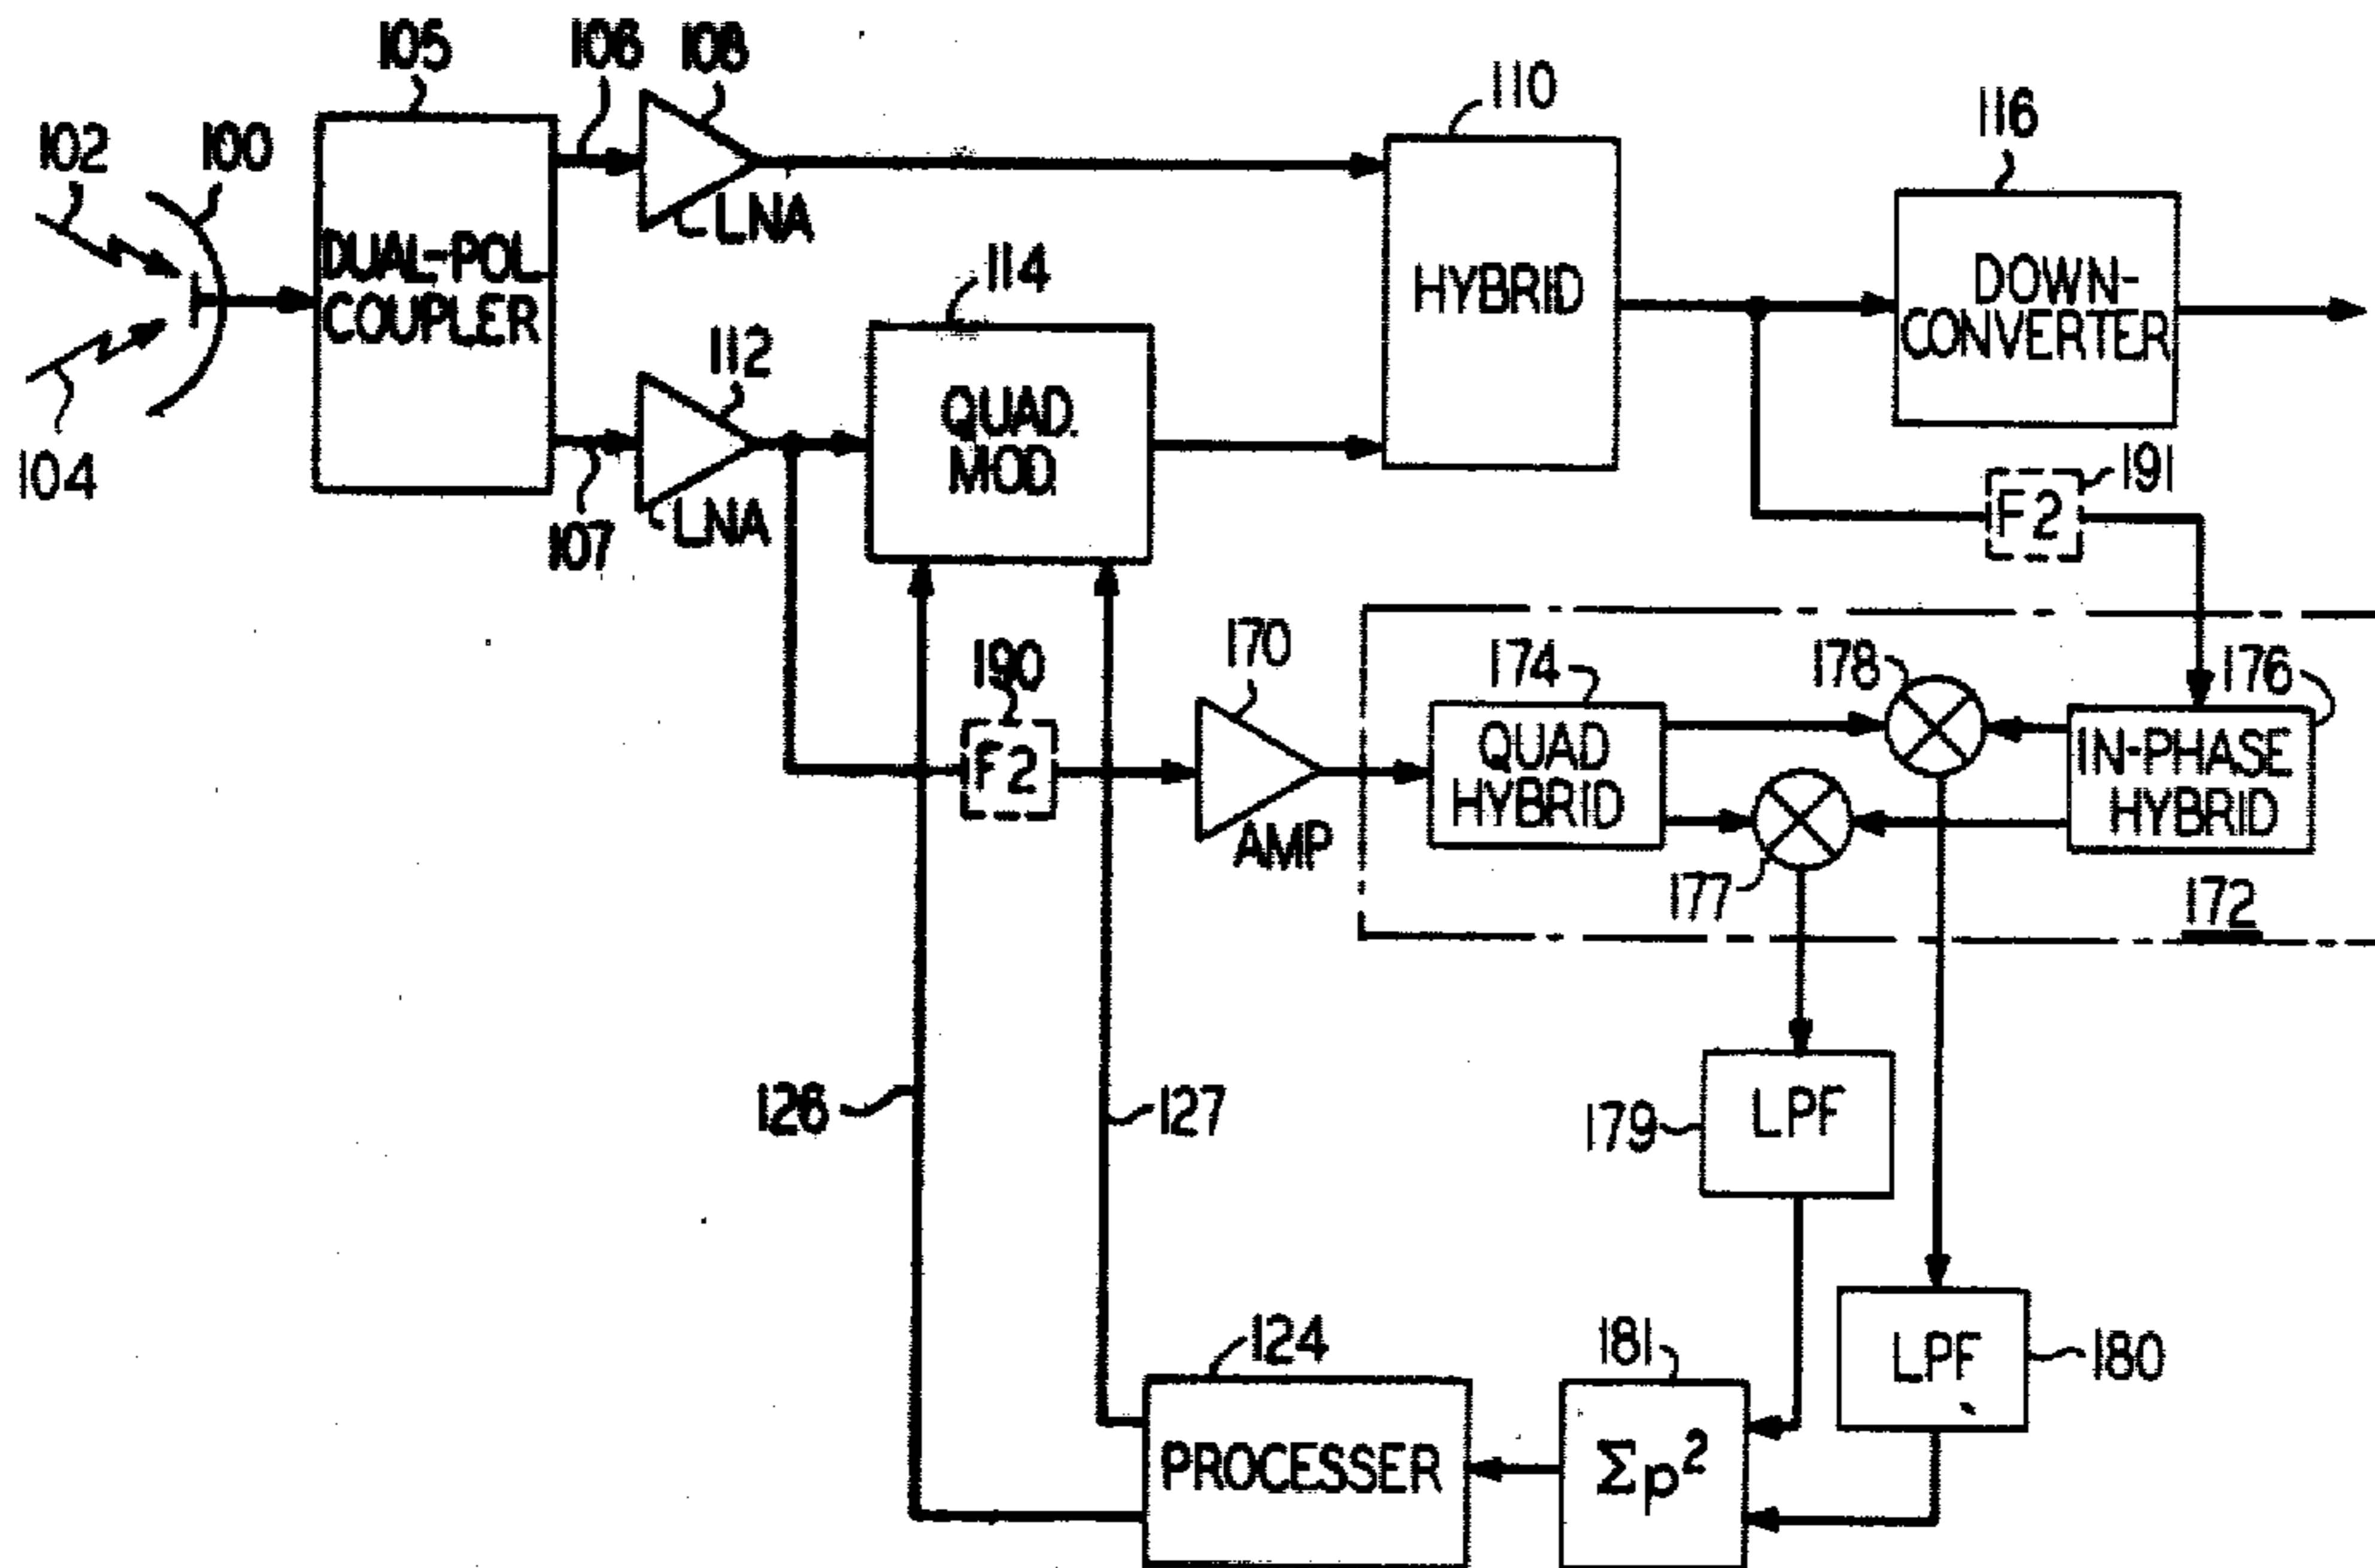 105
106
108
110
116
102
100
DUAL-POL
COUPLER
LNA
114
HYBRID
DOWN-
CONVERTER
112
QUAD.
MOD.
104
107
LNA
191
F2
190
F2
170
AMP
174
QUAD
HYBRID
178
177
176
IN-PHASE
HYBRID
172
126
127
179
LPF
124
PROCESSER
181
Σp²
LPF
180